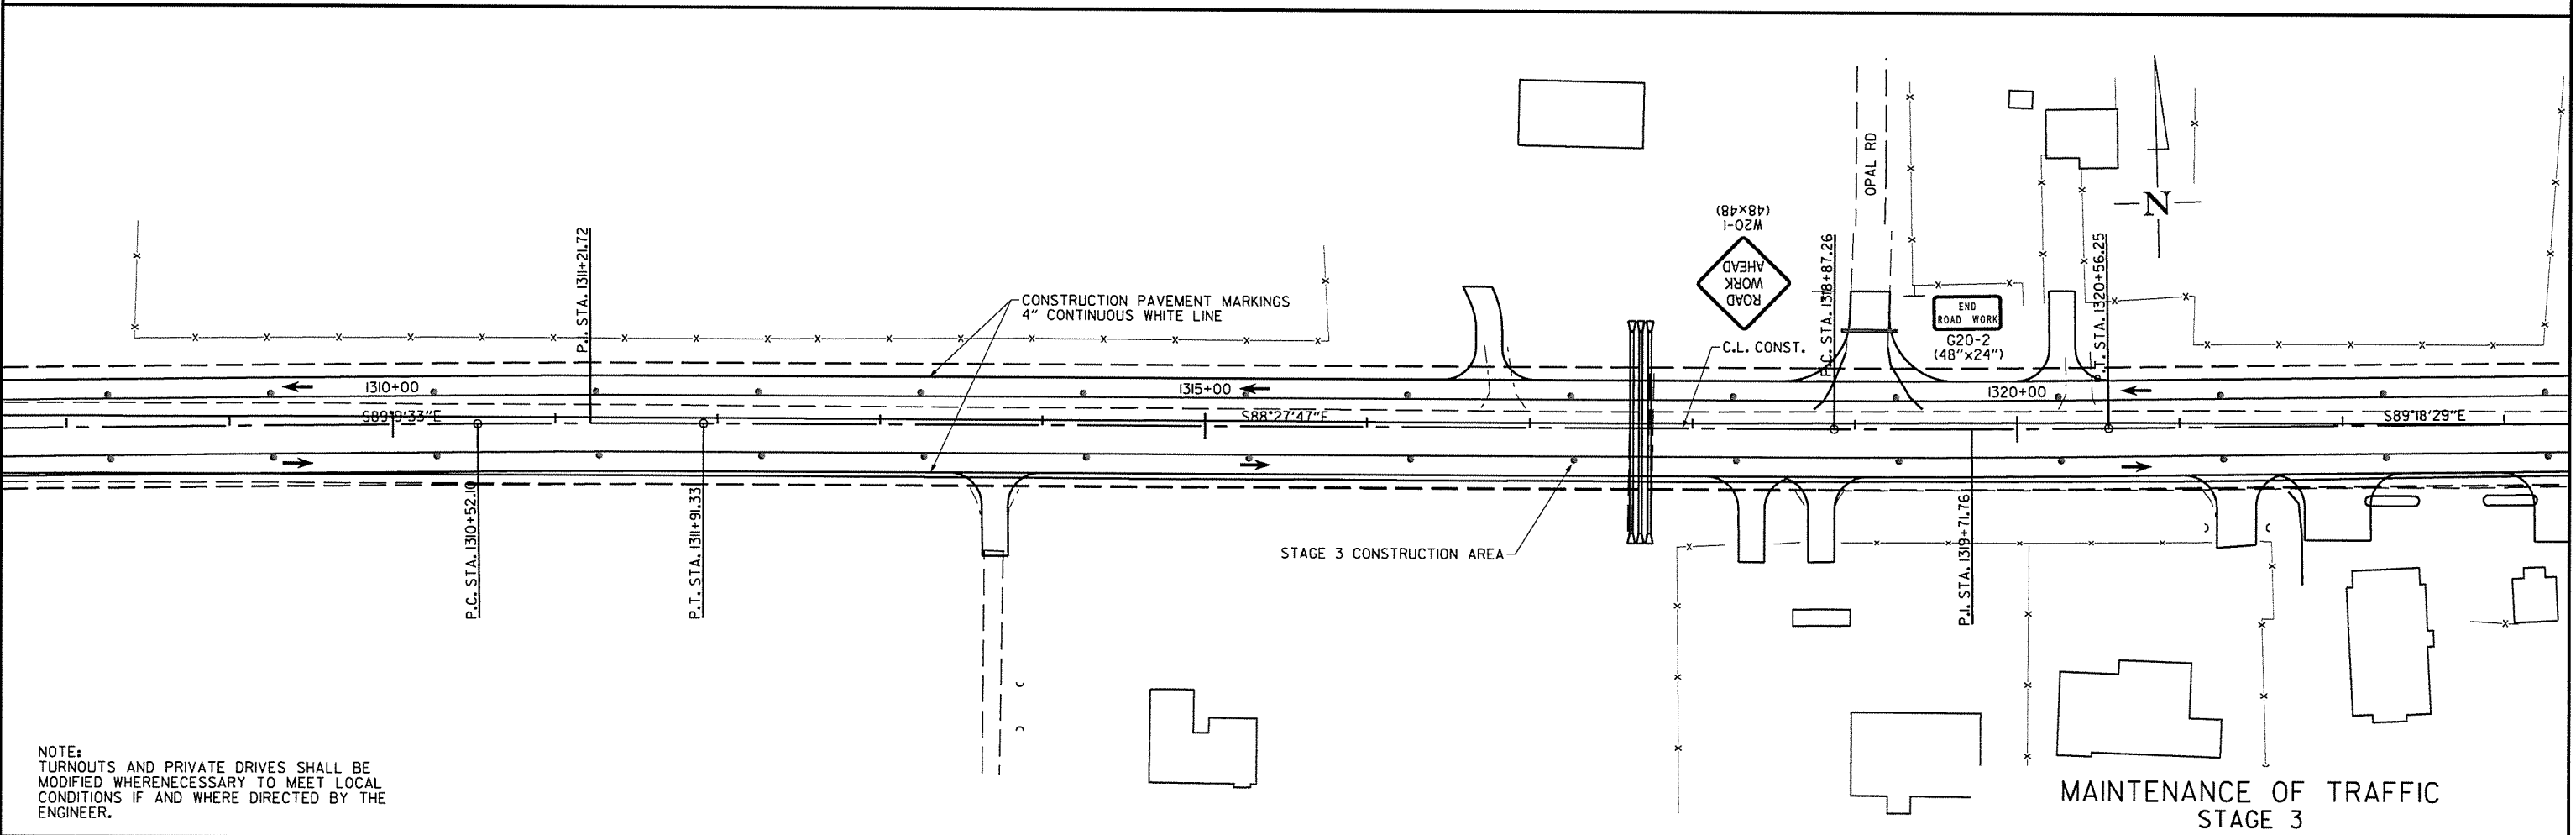 OPAL RD
W20-1
(48x48)
ROAD
WORK
AHEAD
N
P.I. STA. 1311+21.72
P.C. STA. 1318+87.26
P.T. STA. 1320+56.25
END
ROAD WORK
G20-2
(48"x24")
CONSTRUCTION PAVEMENT MARKINGS
4" CONTINUOUS WHITE LINE
C.L. CONST.
1310+00
1315+00
1320+00
S89°9'33"E
S88°27'47"E
S89°18'29"E
P.C. STA. 1310+52.10
P.T. STA. 1311+91.33
P.I. STA. 1319+71.76
STAGE 3 CONSTRUCTION AREA
NOTE:
TURNOUTS AND PRIVATE DRIVES SHALL BE
MODIFIED WHERENECESSARY TO MEET LOCAL
CONDITIONS IF AND WHERE DIRECTED BY THE
ENGINEER.
MAINTENANCE OF TRAFFIC
STAGE 3